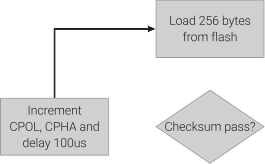 Load 256 bytes
from flash
Increment
CPOL, CPHA and
delay 100us
Checksum pass?